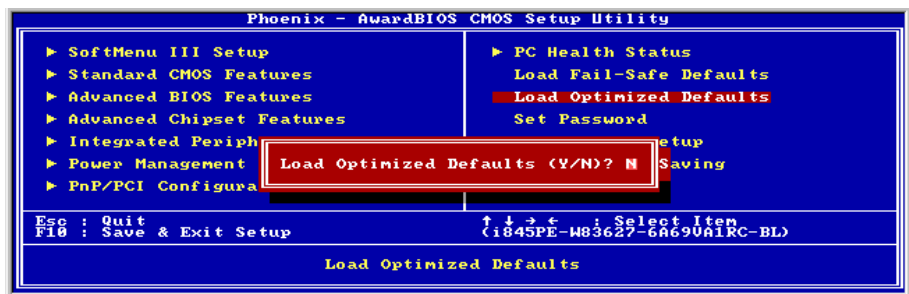 Phoenix - AwardBIOS CMOS Setup Utility
▶ SoftMenu III Setup
▶ Standard CMOS Features
▶ Advanced BIOS Features
▶ Advanced Chipset Features
▶ Integrated Periph
▶ Power Management
▶ PnP/PCI Configura
▶ PC Health Status
Load Fail-Safe Defaults
Load Optimized Defaults
Set Password
etup
Saving
Load Optimized Defaults (Y/N)? N
Esc : Quit
F10 : Save & Exit Setup
↑ ↓ → ← : Select Item
(i845PE-W83627-6A69VA1RC-BL)
Load Optimized Defaults